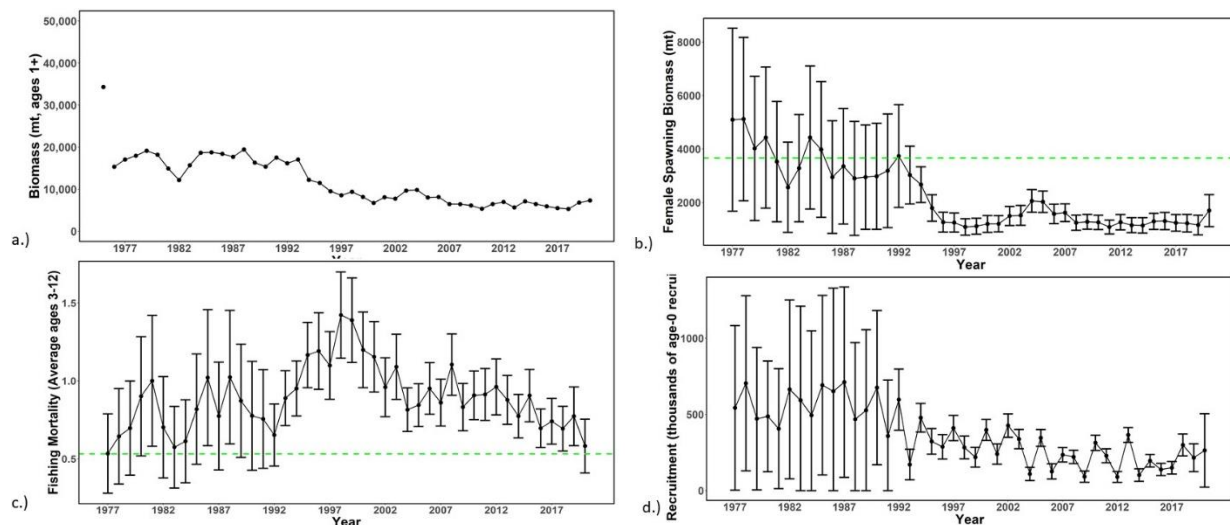 Biomass (mt, ages 1+)
50,000
40,000
30,000
20,000
10,000
0
1977 1982 1987 1992 1997 2002 2007 2012 2017
Year
a.)
Female Spawning Biomass (mt)
8000
6000
4000
2000
1977 1982 1987 1992 1997 2002 2007 2012 2017
Year
b.)
Fishing Mortality (Average ages 3-12)
1.5
1.0
0.5
1977 1982 1987 1992 1997 2002 2007 2012 2017
Year
c.)
Recruitment (thousands of age-0 recrui
1000
500
0
1977 1982 1987 1992 1997 2002 2007 2012 2017
Year
d.)